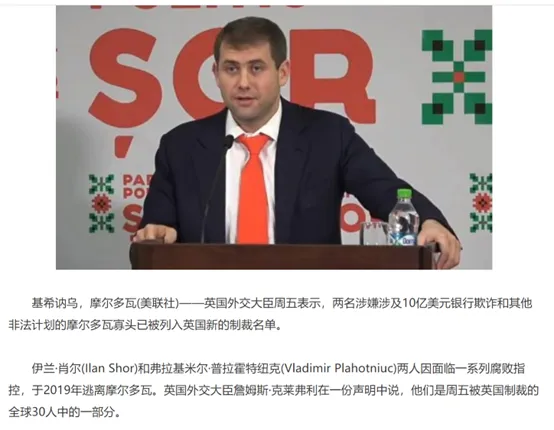 ȘOR
PAR
POL
Ș
PA
PO
基希讷乌，摩尔多瓦(美联社)——英国外交大臣周五表示，两名涉嫌涉及10亿美元银行欺诈和其他
非法计划的摩尔多瓦寡头已被列入英国新的制裁名单。
伊兰·肖尔(Ilan Shor)和弗拉基米尔·普拉霍特纽克(Vladimir Plahotniuc)两人因面临一系列腐败指
控，于2019年逃离摩尔多瓦。英国外交大臣詹姆斯·克莱弗利在一份声明中说，他们是周五被英国制裁的
全球30人中的一部分。